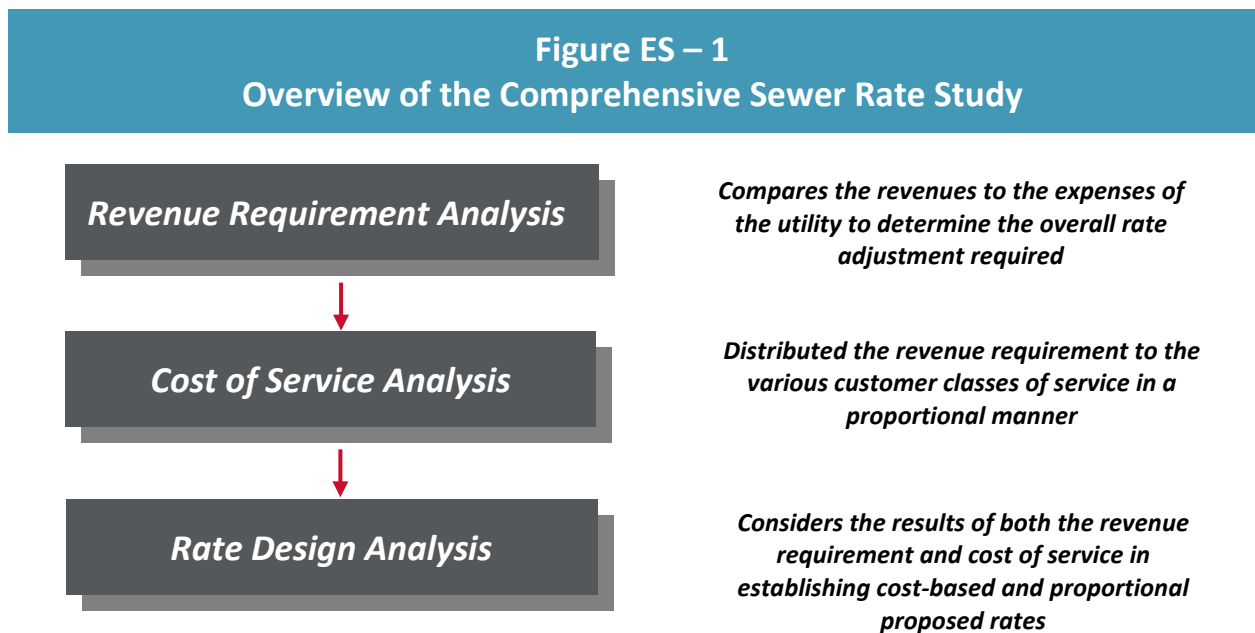 Figure ES – 1
Overview of the Comprehensive Sewer Rate Study
Revenue Requirement Analysis
Compares the revenues to the expenses of
the utility to determine the overall rate
adjustment required
Cost of Service Analysis
Distributed the revenue requirement to the
various customer classes of service in a
proportional manner
Rate Design Analysis
Considers the results of both the revenue
requirement and cost of service in
establishing cost-based and proportional
proposed rates